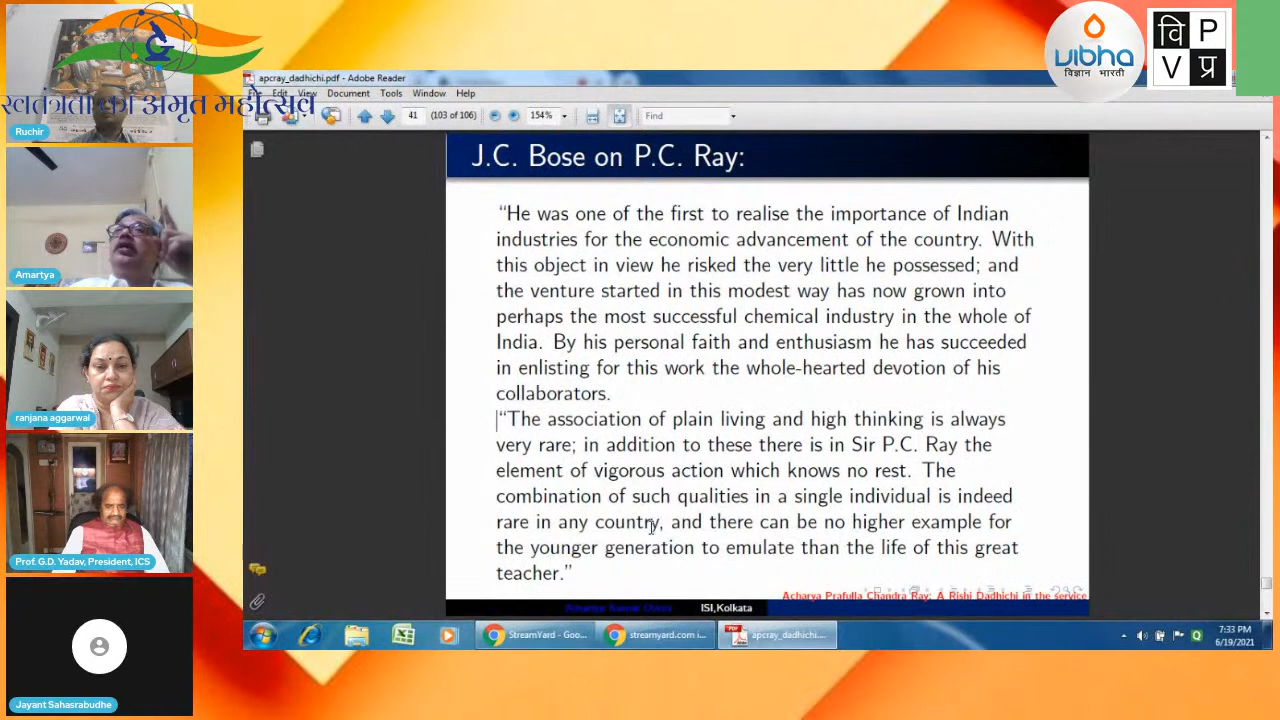 स्वतंत्रता का अमृत महोत्सव
Ruchir
Amartya
ranjana aggarwal
Prof. G.D. Yadav, President, ICS
Jayant Sahasrabudhe
vibha
विज्ञान भारती
वि P
V प्र
apcray_dadhichi.pdf - Adobe Reader
Edit View Document Tools Window Help
41 (103 of 106) 154% Find
J.C. Bose on P.C. Ray:
“He was one of the first to realise the importance of Indian
industries for the economic advancement of the country. With
this object in view he risked the very little he possessed; and
the venture started in this modest way has now grown into
perhaps the most successful chemical industry in the whole of
India. By his personal faith and enthusiasm he has succeeded
in enlisting for this work the whole-hearted devotion of his
collaborators.
“The association of plain living and high thinking is always
very rare; in addition to these there is in Sir P.C. Ray the
element of vigorous action which knows no rest. The
combination of such qualities in a single individual is indeed
rare in any country, and there can be no higher example for
the younger generation to emulate than the life of this great
teacher.”
Acharya Prafulla Chandra Ray: A Rishi Dadhichi in the service
ISI,Kolkata
StreamYard - Goo...
streamyard.com i...
apcray_dadhichi....
7:33 PM
6/19/2021